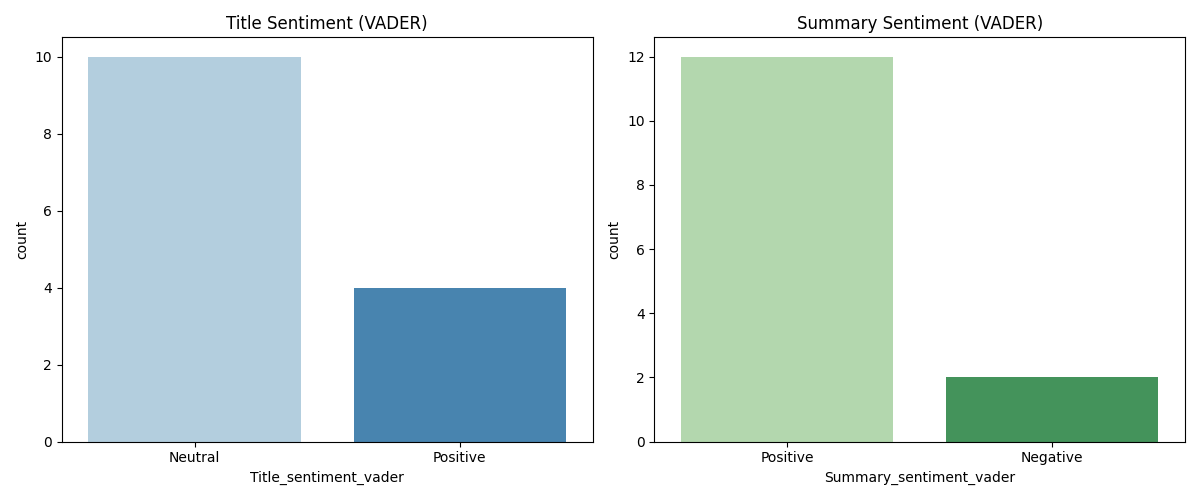 Title Sentiment (VADER)
10
8
6
4
2
0
count
Neutral
Positive
Title_sentiment_vader
Summary Sentiment (VADER)
12
10
8
6
4
2
0
count
Positive
Negative
Summary_sentiment_vader